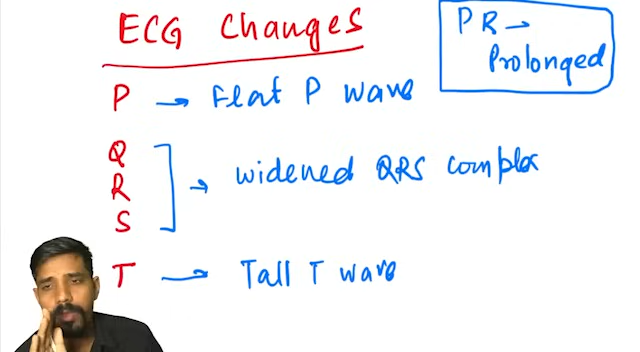 ECG Changes
PR →
Prolonged
P → Flat P wave
Q
R → widened QRS complex
S
T → Tall T wave